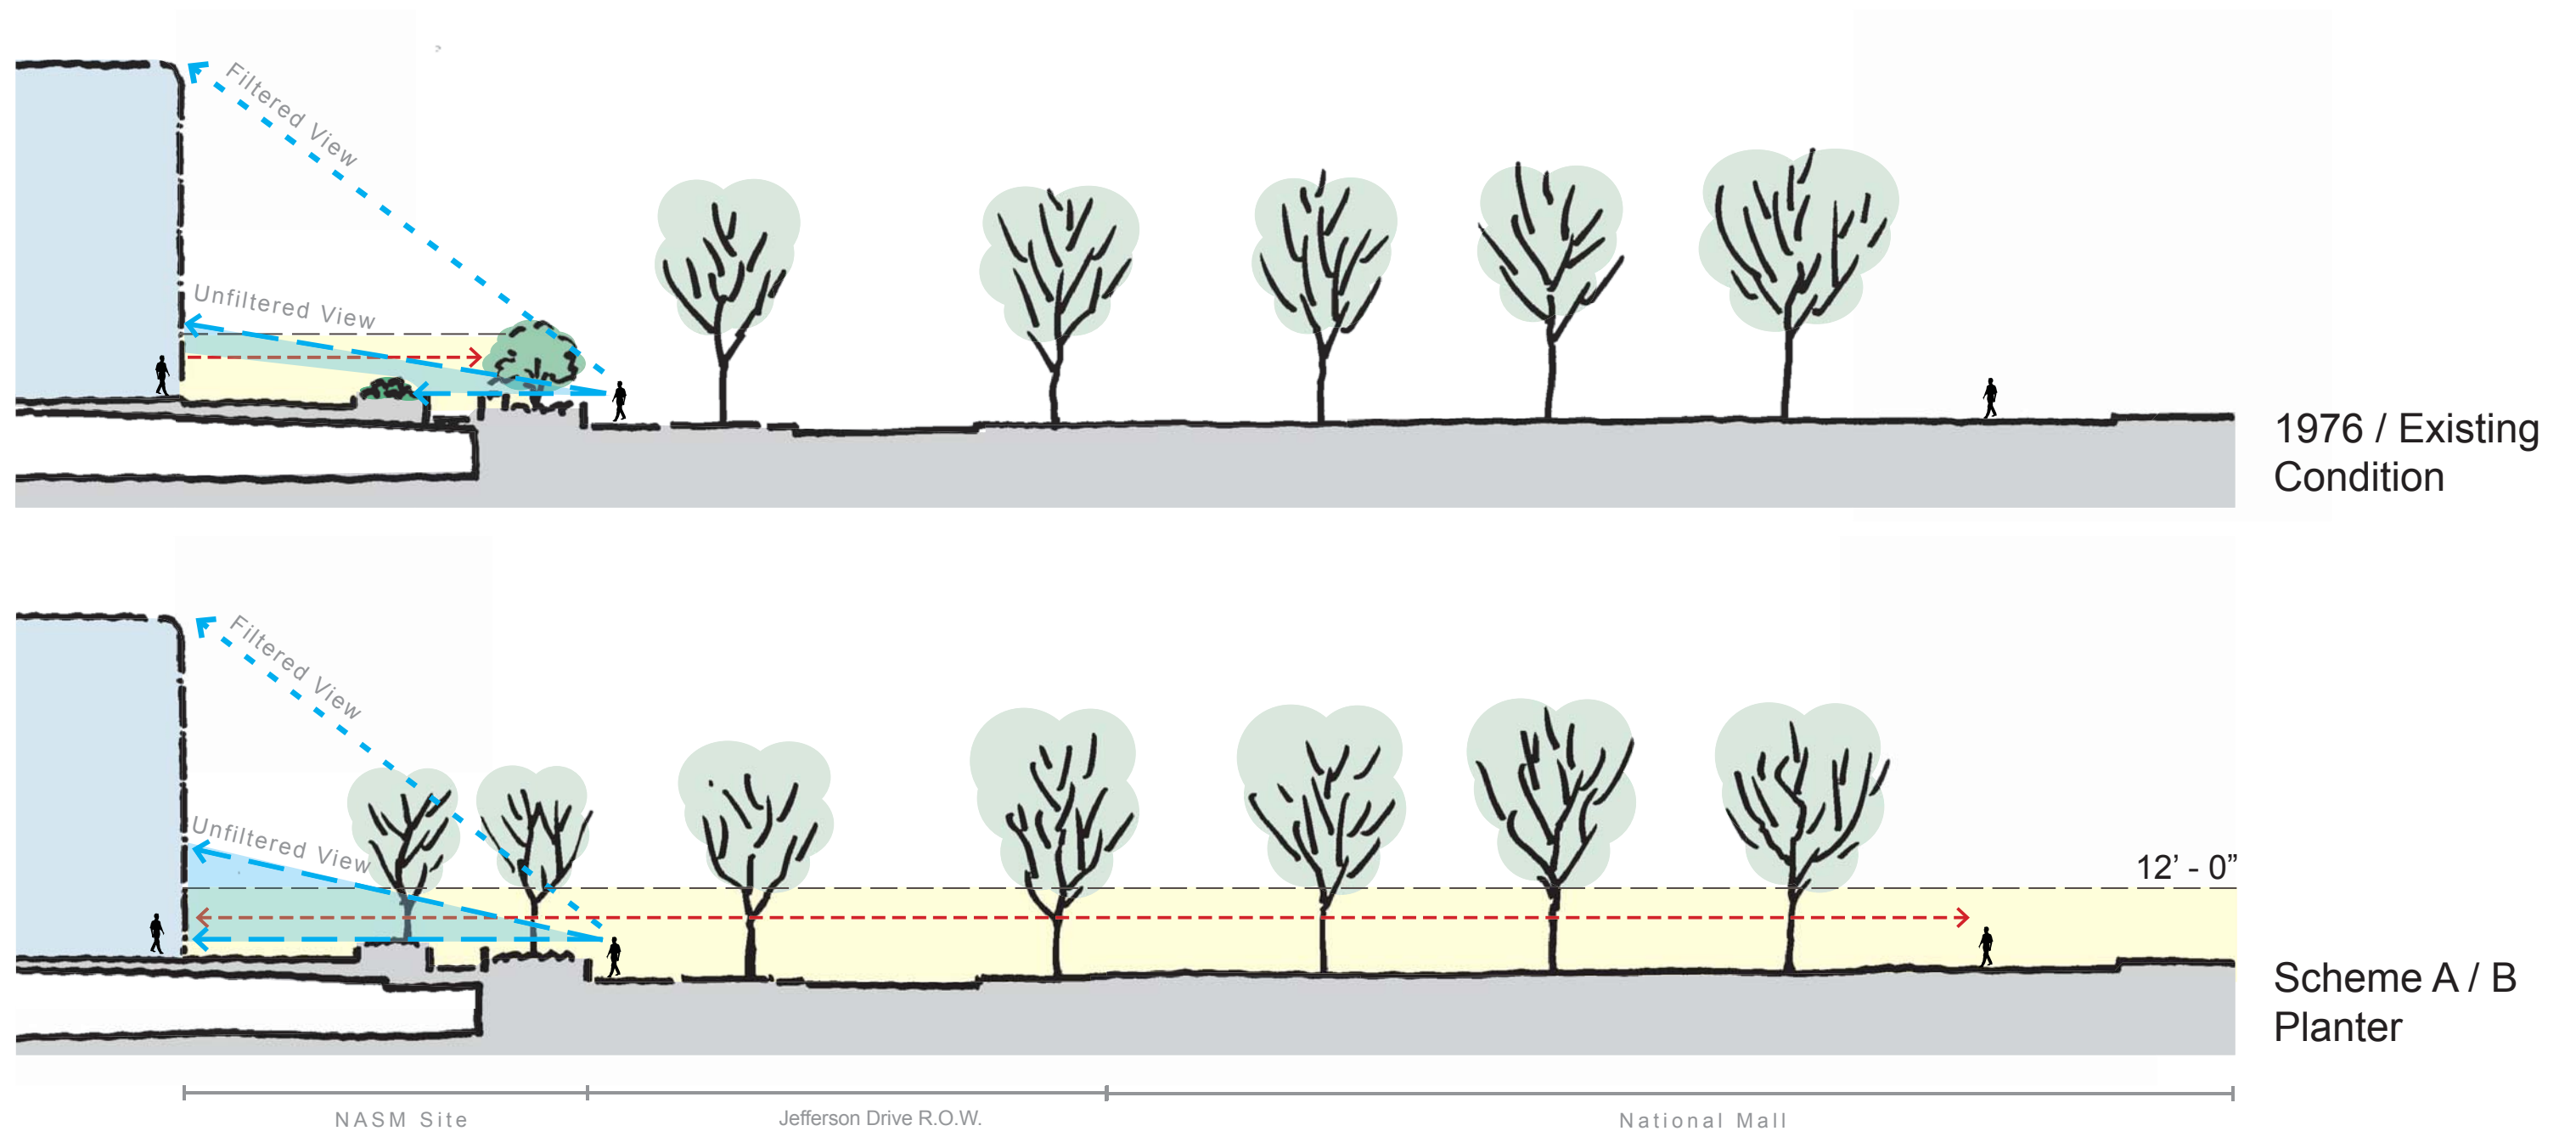 Filtered View
Unfiltered View
1976 / Existing
Condition
Filtered View
Unfiltered View
12’ - 0”
Scheme A / B
Planter
NASM Site
Jefferson Drive R.O.W.
National Mall